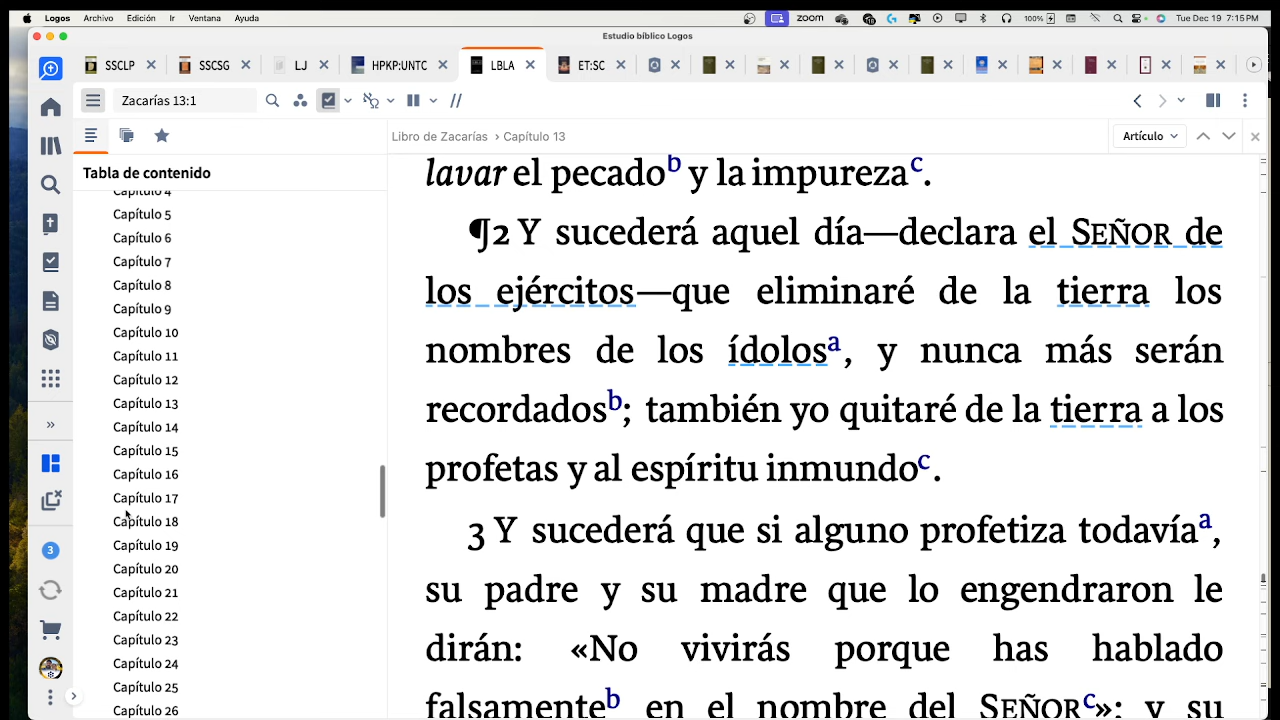 Logos Archivo Edición Ir Ventana Ayuda zoom 100% Tue Dec 19 7:15 PM
Estudio bíblico Logos
SSCLP SSCSG LJ HPKP:UNTC LBLA ET:SC
Zacarías 13:1
Libro de Zacarías › Capítulo 13 Artículo
Tabla de contenido
Capítulo 4
Capítulo 5
Capítulo 6
Capítulo 7
Capítulo 8
Capítulo 9
Capítulo 10
Capítulo 11
Capítulo 12
Capítulo 13
Capítulo 14
Capítulo 15
Capítulo 16
Capítulo 17
Capítulo 18
Capítulo 19
Capítulo 20
Capítulo 21
Capítulo 22
Capítulo 23
Capítulo 24
Capítulo 25
Capítulo 26
3
lavar el pecadob y la impurezac.
¶2 Y sucederá aquel día—declara el SEÑOR de
los ejércitos—que eliminaré de la tierra los
nombres de los ídolosa, y nunca más serán
recordadosb; también yo quitaré de la tierra a los
profetas y al espíritu inmundoc.
3 Y sucederá que si alguno profetiza todavíaa,
su padre y su madre que lo engendraron le
dirán: «No vivirás porque has hablado
falsamenteb en el nombre del SEÑORc»; y su